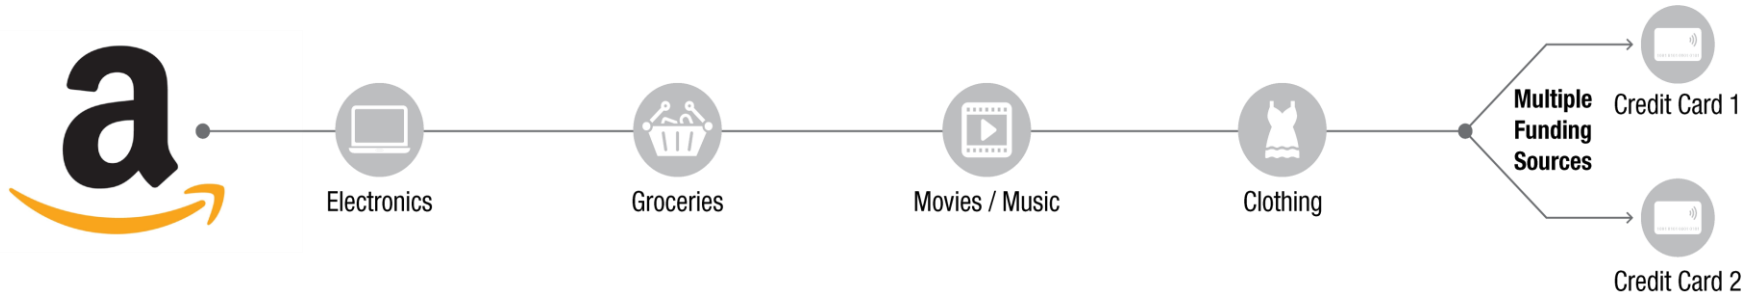 a
Electronics
Groceries
Movies / Music
Clothing
Multiple
Funding
Sources
Credit Card 1
Credit Card 2